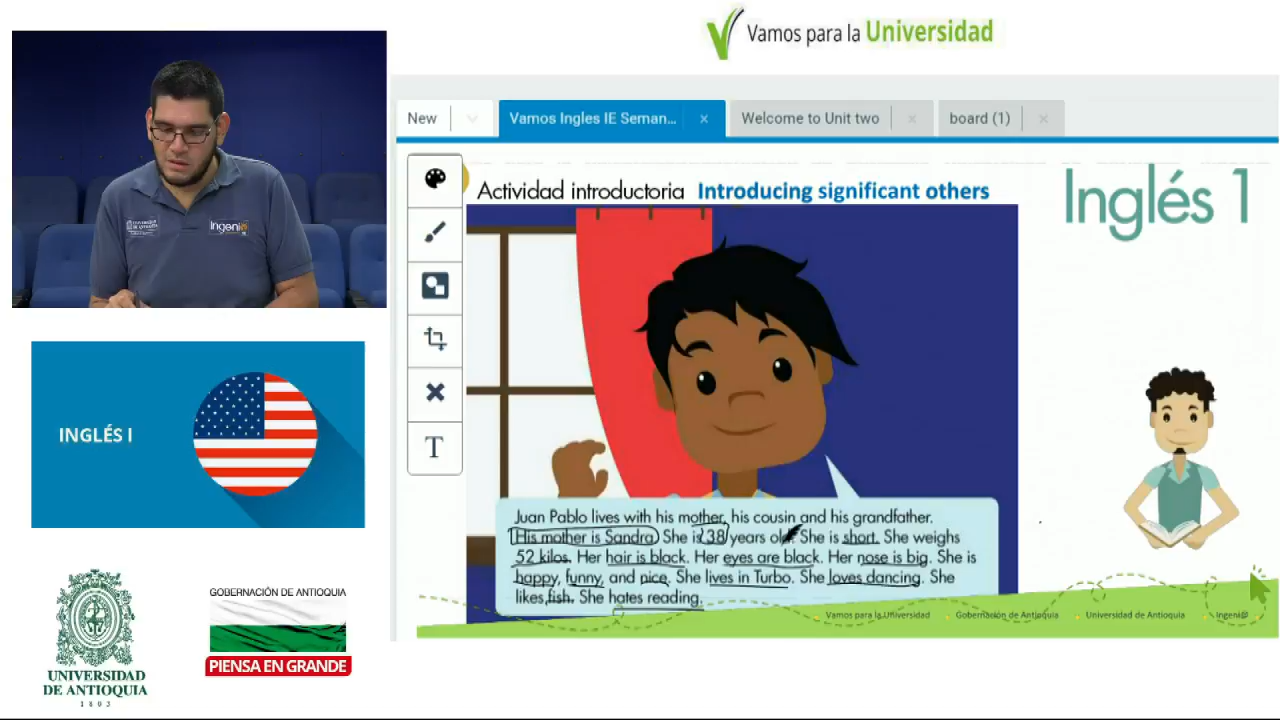 Vamos para la Universidad
New
Vamos Ingles IE Seman...
Welcome to Unit two
board (1)
Actividad introductoria Introducing significant others
Inglés 1
T
Ingeni@
INGLÉS I
Juan Pablo lives with his mother, his cousin and his grandfather.
His mother is Sandra. She is 38 years old. She is short. She weighs
52 kilos. Her hair is black. Her eyes are black. Her nose is big. She is
happy, funny, and nice. She lives in Turbo. She loves dancing. She
likes fish. She hates reading.
Vamos para la Universidad
Gobernación de Antioquia
Universidad de Antioquia
Ingeni@
UNIVERSIDAD
DE ANTIOQUIA
1803
GOBERNACIÓN DE ANTIOQUIA
PIENSA EN GRANDE